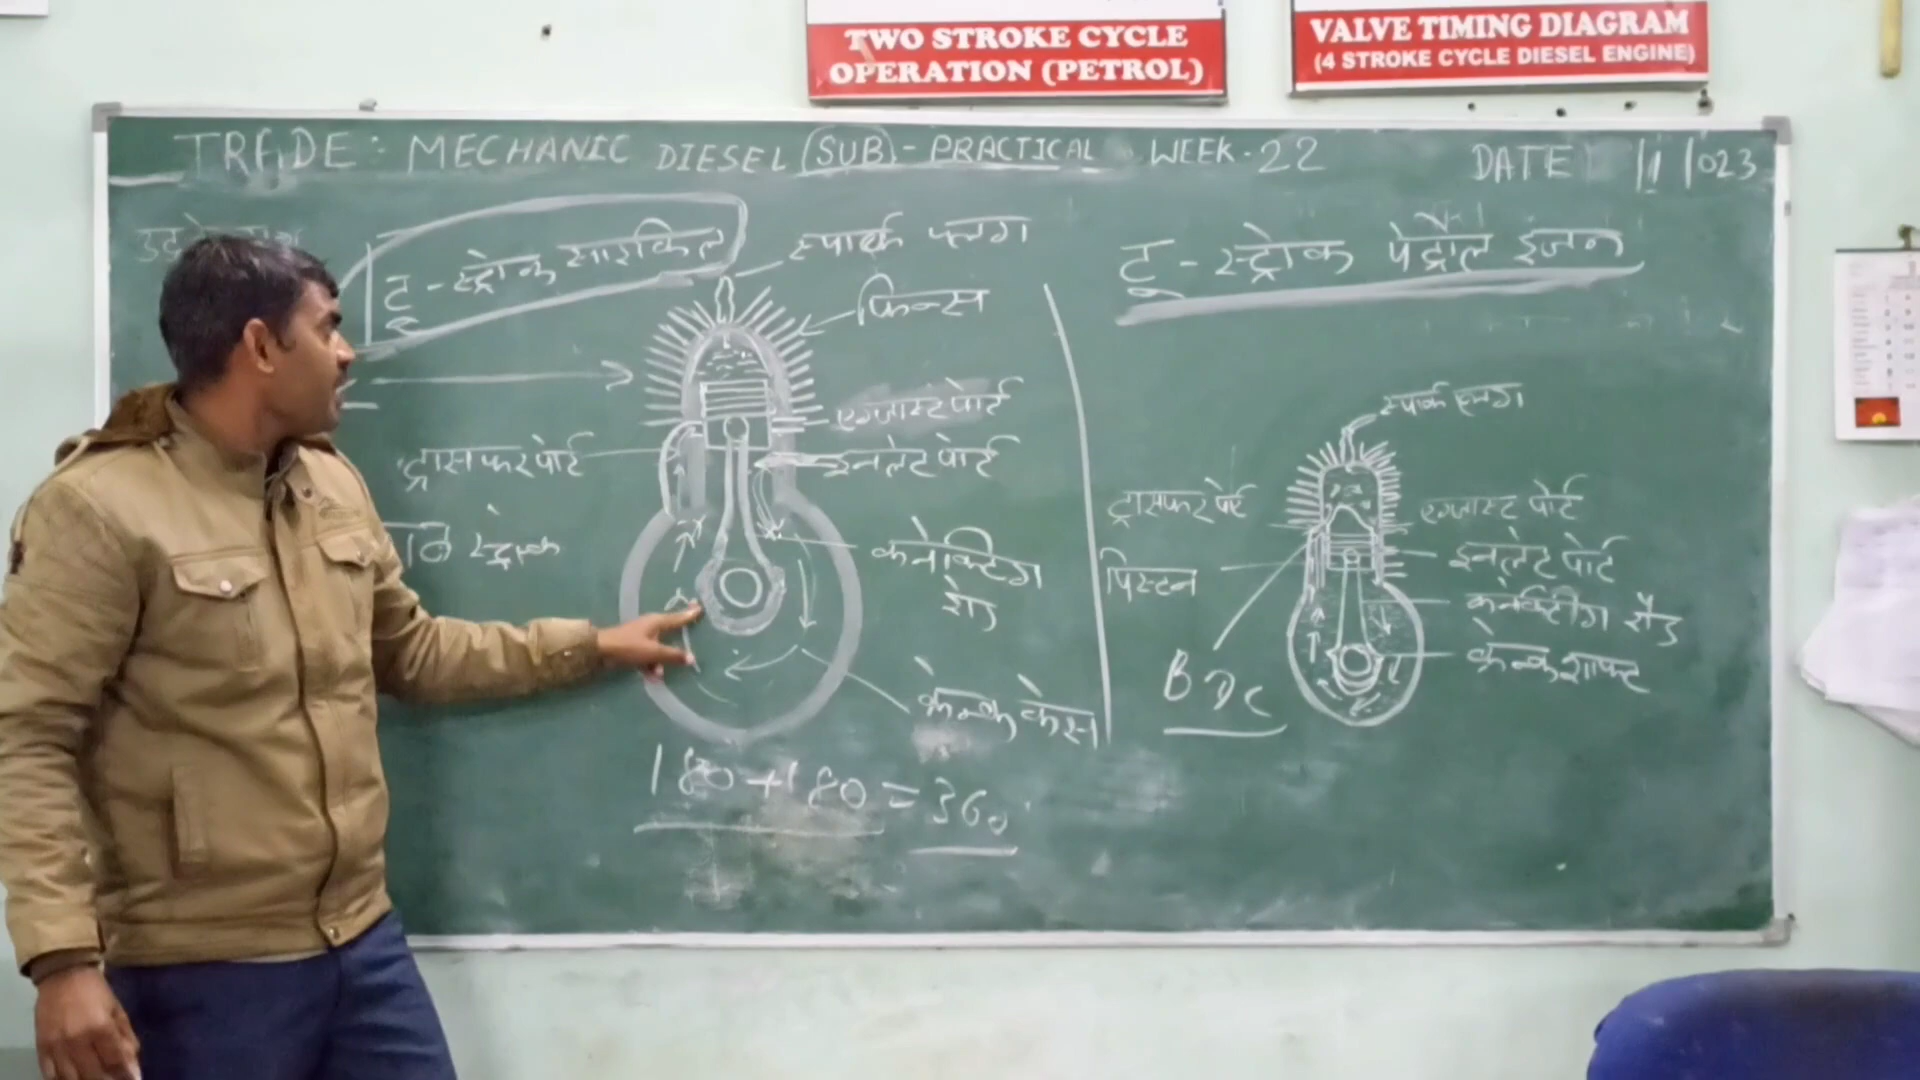 TWO STROKE CYCLE
OPERATION (PETROL)
VALVE TIMING DIAGRAM
(4 STROKE CYCLE DIESEL ENGINE)
TRADE: MECHANIC DIESEL (SUB)- PRACTICAL WEEK-22 DATE
टू-स्ट्रोक साइकिल
स्पार्क प्लग
फिन्स
एग्जास्ट पोर्ट
ट्रासफर पोर्ट
इनलेट पोर्ट
स्ट्रोक
कनेक्टिग
रोड
केन्क केस
180+180=360
टू-स्ट्रोक पेट्रोल इंजन
स्पार्क प्लग
ट्रासफर पोर्ट
एग्जास्ट पोर्ट
इनलेट पोर्ट
पिस्टन
कनेक्टीग रोड
केन्कशाफ्ट
BDC